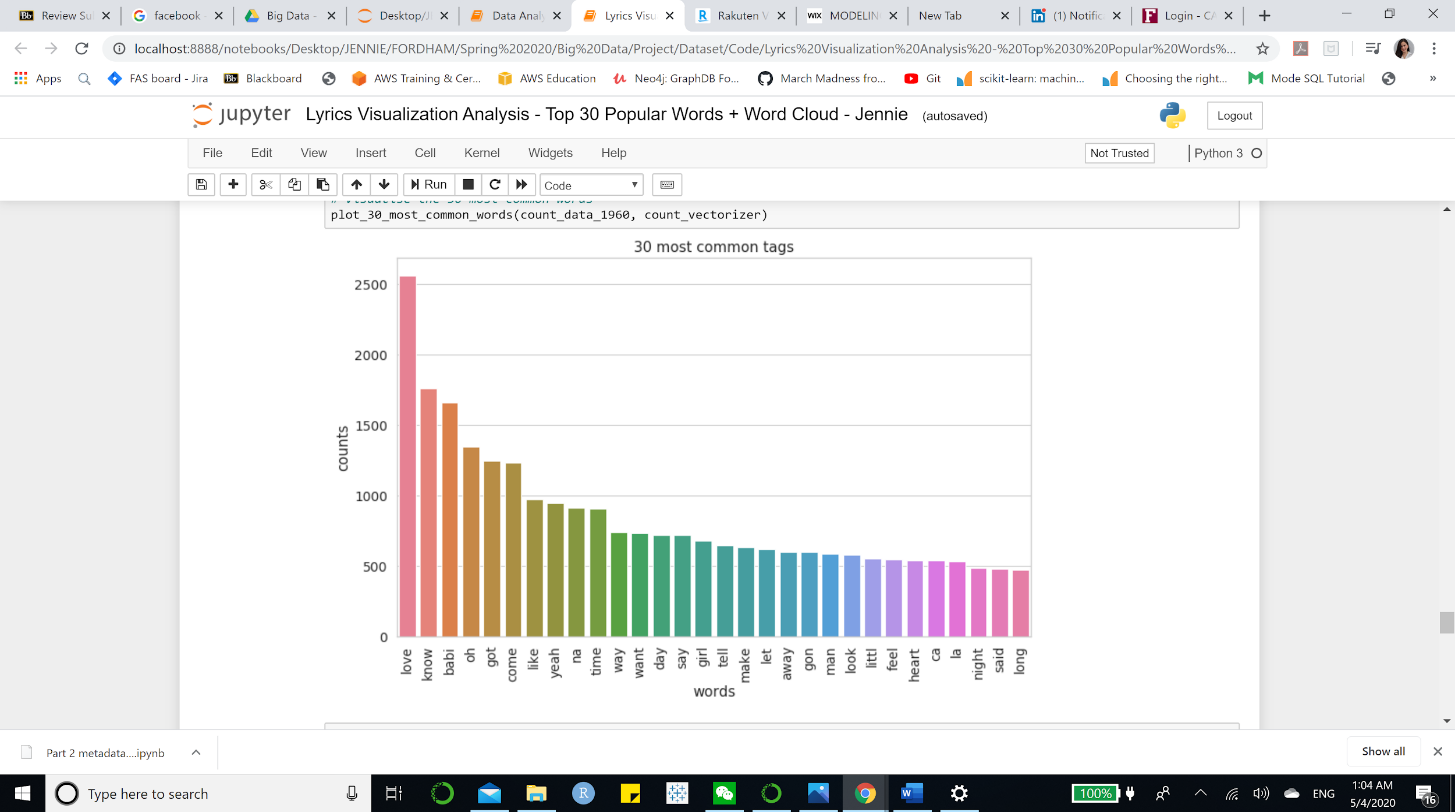 Review Sul
facebook
Big Data -
Desktop/JI
Data Analy
Lyrics Visu
Rakuten V
WIX MODELIN
New Tab
(1) Notific
Login - CA
localhost:8888/notebooks/Desktop/JENNIE/FORDHAM/Spring%202020/Big%20Data/Project/Dataset/Code/Lyrics%20Visualization%20Analysis%20-%20Top%2030%20Popular%20Words%...
Apps
FAS board - Jira
Bb Blackboard
AWS Training & Cer...
AWS Education
Neo4j: GraphDB Fo...
March Madness fro...
Git
scikit-learn: machin...
Choosing the right...
Mode SQL Tutorial
»
jupyter Lyrics Visualization Analysis - Top 30 Popular Words + Word Cloud - Jennie (autosaved)
Logout
File Edit View Insert Cell Kernel Widgets Help
Not Trusted
Python 3
Run
Code
plot_30_most_common_words(count_data_1960, count_vectorizer)
30 most common tags
2500
2000
1500
1000
500
0
counts
love know babi oh got come like yeah na time way want day say girl tell make let away gon man look littl feel heart ca la night said long
words
Part 2 metadata....ipynb
Show all
Type here to search
100%
ENG
1:04 AM
5/4/2020
16